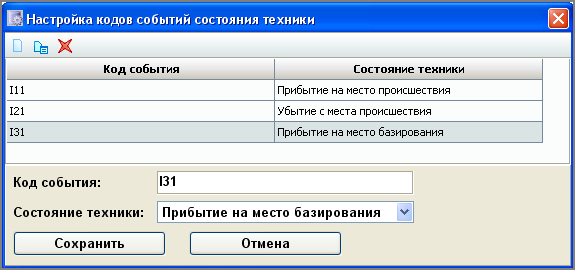 Настройка кодов событий состояния техники
Код события Состояние техники
I11 Прибытие на место происшествия
I21 Убытие с места происшествия
I31 Прибытие на место базирования
Код события: I31
Состояние техники: Прибытие на место базирования
Сохранить Отмена